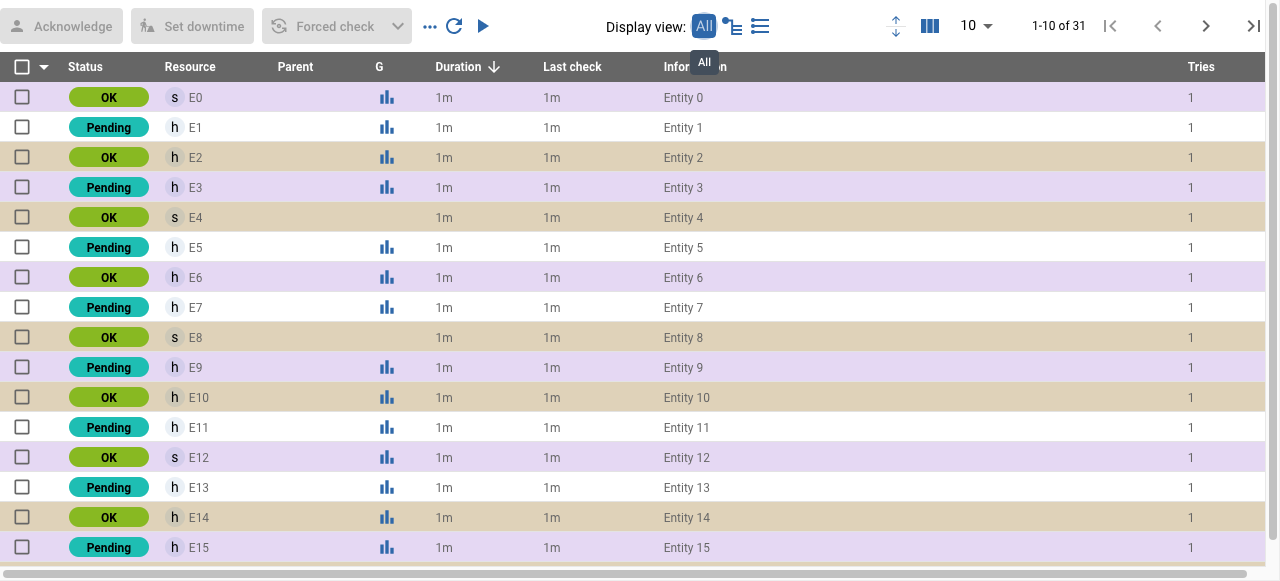 Acknowledge Set downtime Forced check Display view: All 10 1-10 of 31
All
Status Resource Parent G Duration Last check Tries
OK s E0 1m 1m Entity 0 1
Pending h E1 1m 1m Entity 1 1
OK h E2 1m 1m Entity 2 1
Pending h E3 1m 1m Entity 3 1
OK s E4 1m 1m Entity 4 1
Pending h E5 1m 1m Entity 5 1
OK h E6 1m 1m Entity 6 1
Pending h E7 1m 1m Entity 7 1
OK s E8 1m 1m Entity 8 1
Pending h E9 1m 1m Entity 9 1
OK h E10 1m 1m Entity 10 1
Pending h E11 1m 1m Entity 11 1
OK s E12 1m 1m Entity 12 1
Pending h E13 1m 1m Entity 13 1
OK h E14 1m 1m Entity 14 1
Pending h E15 1m 1m Entity 15 1